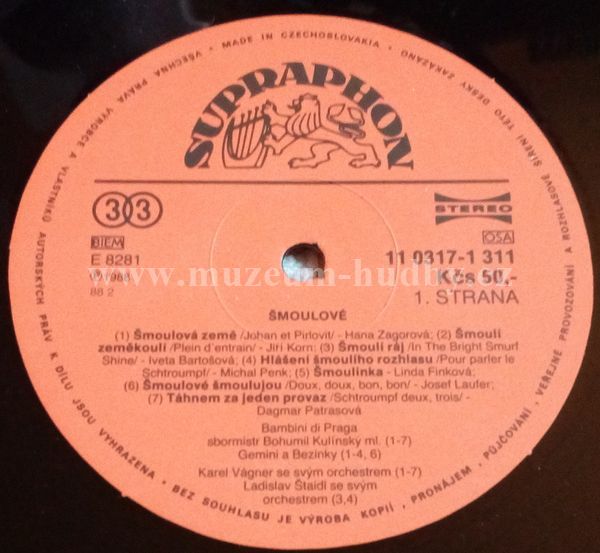 VŠECHNA PRÁVA VÝROBCE A VLASTNÍKŮ AUTORSKÝCH PRÁV K DÍLU JSOU VYHRAZENA • BEZ SOUHLASU JE VÝROBA KOPIÍ, PRONÁJEM, PŮJČOVÁNÍ, VEŘEJNÉ PROVOZOVÁNÍ A ROZHLASOVÉ ŠÍŘENÍ TÉTO DESKY ZAKÁZÁNO • MADE IN CZECHOSLOVAKIA •
SUPRAPHON
33
STEREO
BIEM
OSA
E 8281
11 0317-1 311
1988
Kčs 50,-
88 2
1. STRANA
www.muzeum-hudby.cz
ŠMOULOVÉ
(1) Šmoulová země /Johan et Pirlovit/ - Hana Zagorová; (2) Šmoulí
zeměkoulí /Plein d'entrain/ - Jiří Korn; (3) Šmoulí ráj /In The Bright Smurf
Shine/ - Iveta Bartošová; (4) Hlášení šmoulího rozhlasu /Pour parler le
Schtroumpf/ - Michal Penk; (5) Šmoulinka - Linda Finková;
(6) Šmoulové šmoulujou /Doux, doux, bon, bon/ - Josef Laufer;
(7) Táhnem za jeden provaz /Schtroumpf deux, trois/ -
Dagmar Patrasová
Bambini di Praga
sbormistr Bohumil Kulínský ml. (1-7)
Gemini a Bezinky (1-4, 6)
Karel Vágner se svým orchestrem (1-7)
Ladislav Štaidl se svým
orchestrem (3,4)